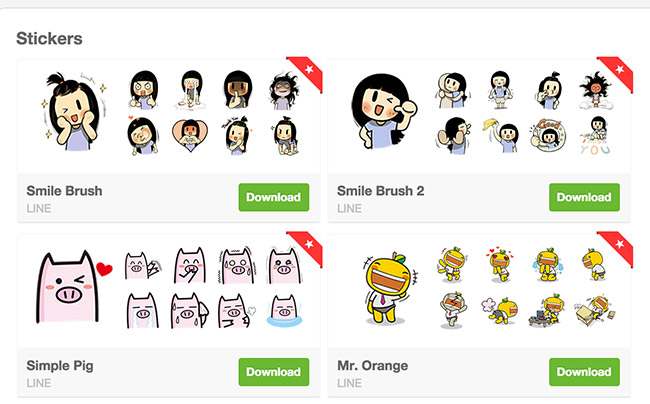 Stickers
Smile Brush
LINE
Download
Smile Brush 2
LINE
Download
Simple Pig
LINE
Download
Mr. Orange
LINE
Download